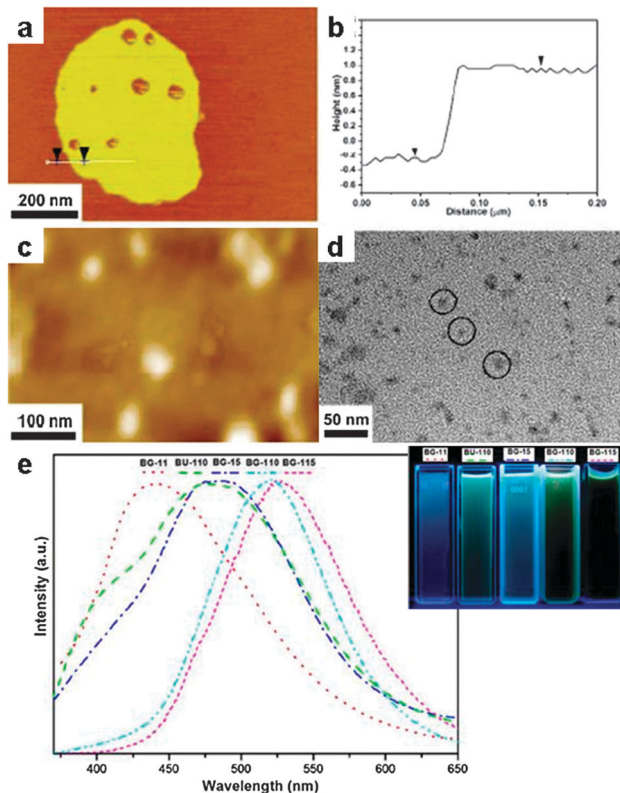 a
200 nm
b
Height (nm)
1.0
0.8
0.6
0.4
0.2
0.0
-0.2
-0.4
-0.6
0.00
0.05
0.10
0.15
0.20
Distance (μm)
c
100 nm
d
50 nm
e
BG-11 BU-110 BG-15 BG-110 BG-115
BG-11 BU-110 BG-15 BG-110 BG-115
Intensity (a.u.)
400 450 500 550 600 650
Wavelength (nm)